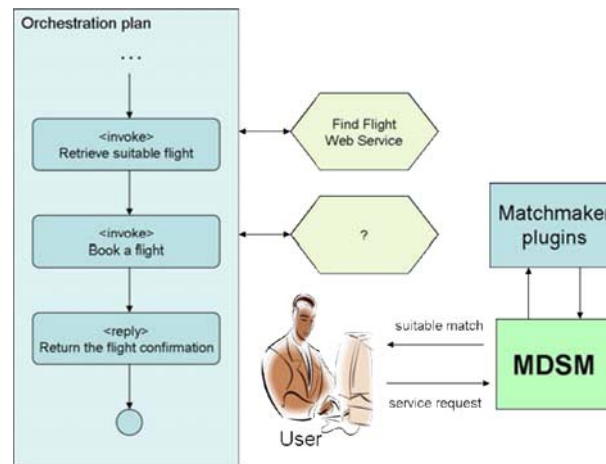 Orchestration plan
...
<invoke>
Retrieve suitable flight
Find Flight
Web Service
<invoke>
Book a flight
?
Matchmaker
plugins
<reply>
Return the flight confirmation
suitable match
MDSM
service request
User